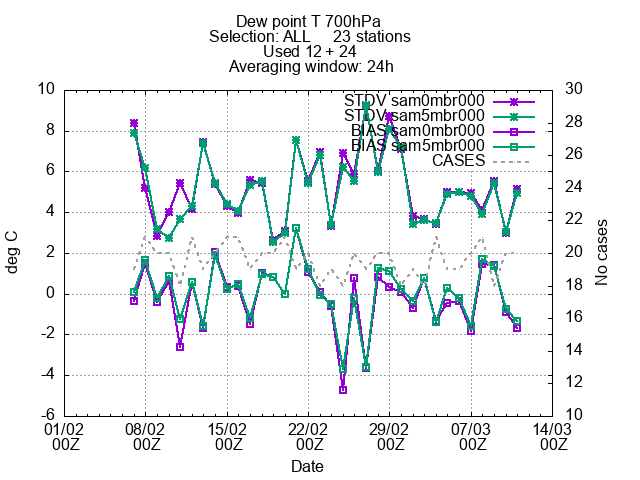 Dew point T 700hPa
Selection: ALL 23 stations
Used 12 + 24
Averaging window: 24h
STDV sam0mbr000
STDV sam5mbr000
BIAS sam0mbr000
BIAS sam5mbr000
CASES
deg C
10
8
6
4
2
0
-2
-4
-6
No cases
30
28
26
24
22
20
18
16
14
12
10
01/02 08/02 15/02 22/02 29/02 07/03 14/03
00Z 00Z 00Z 00Z 00Z 00Z 00Z
Date